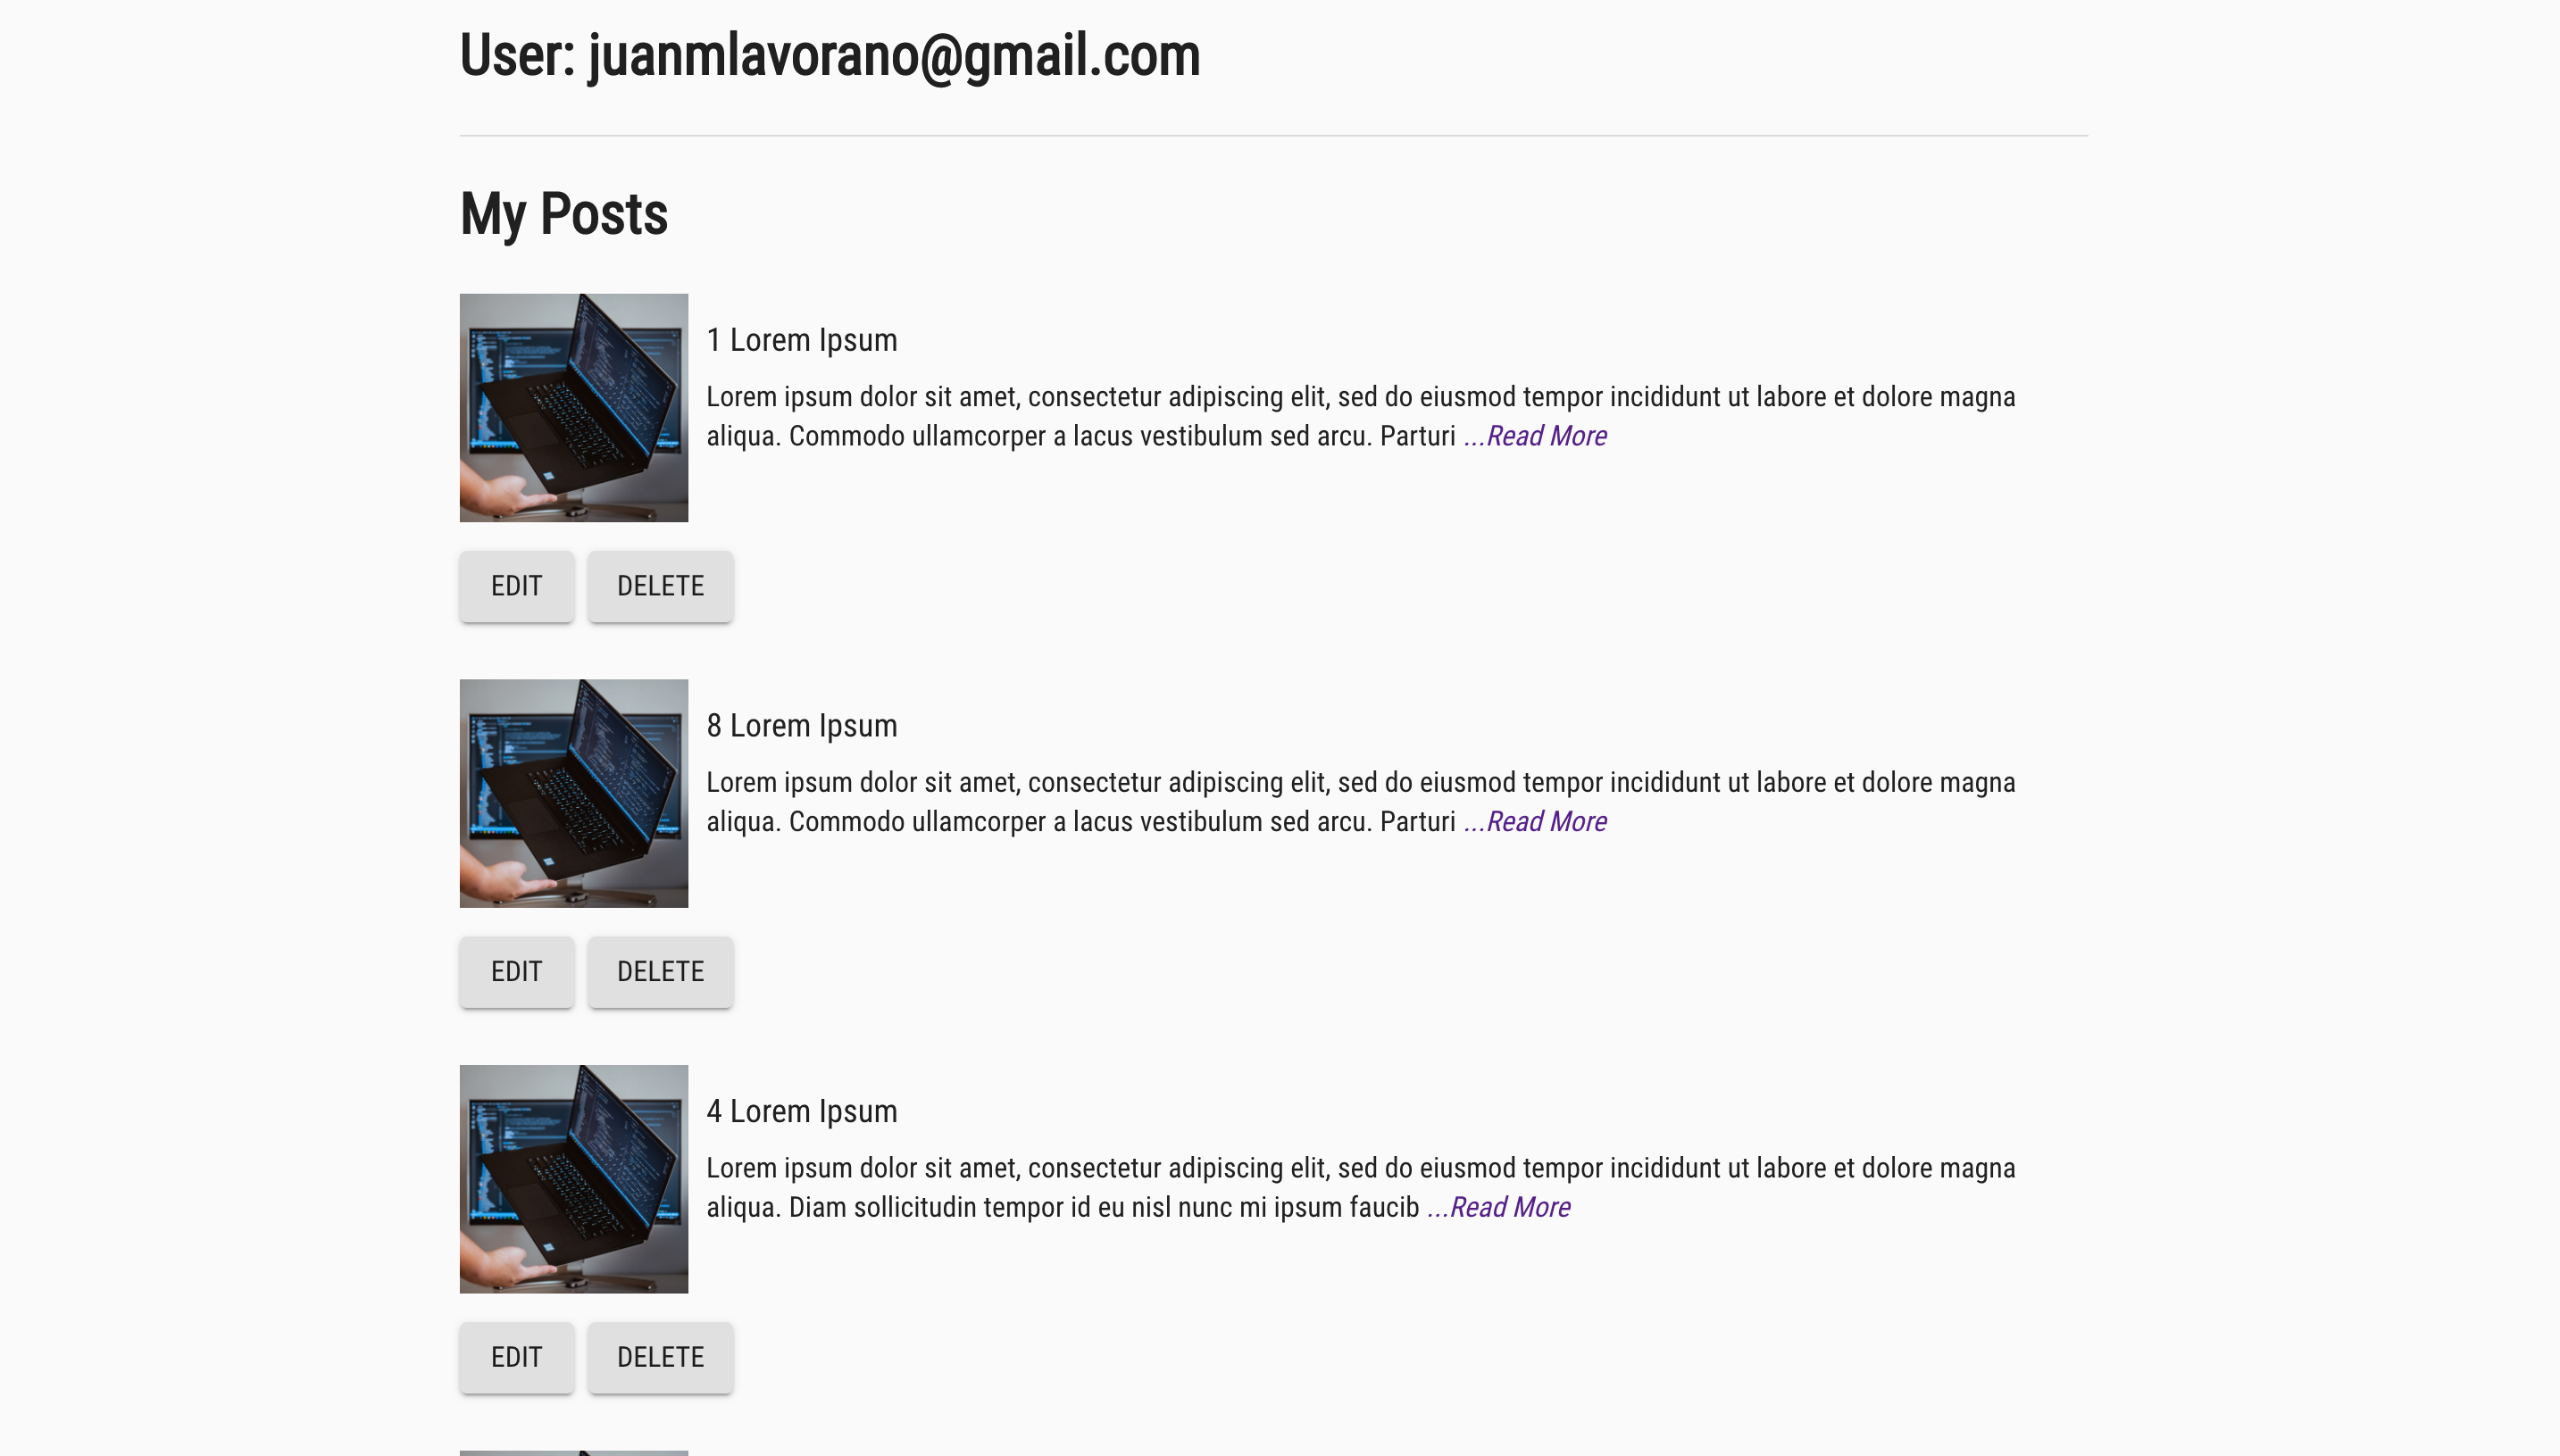 User: juanmlavorano@gmail.com
My Posts
1 Lorem Ipsum
Lorem ipsum dolor sit amet, consectetur adipiscing elit, sed do eiusmod tempor incididunt ut labore et dolore magna
aliqua. Commodo ullamcorper a lacus vestibulum sed arcu. Parturi ...Read More
EDIT DELETE
8 Lorem Ipsum
Lorem ipsum dolor sit amet, consectetur adipiscing elit, sed do eiusmod tempor incididunt ut labore et dolore magna
aliqua. Commodo ullamcorper a lacus vestibulum sed arcu. Parturi ...Read More
EDIT DELETE
4 Lorem Ipsum
Lorem ipsum dolor sit amet, consectetur adipiscing elit, sed do eiusmod tempor incididunt ut labore et dolore magna
aliqua. Diam sollicitudin tempor id eu nisl nunc mi ipsum faucib ...Read More
EDIT DELETE